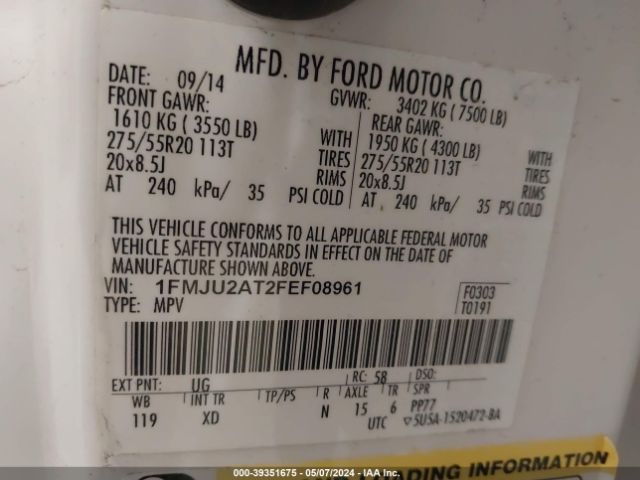 MFD. BY FORD MOTOR CO.
DATE: 09/14
GVWR: 3402 KG ( 7500 LB)
FRONT GAWR:
1610 KG ( 3550 LB)
275/55R20 113T
20x8.5J
WITH
TIRES
RIMS
AT 240 kPa/ 35 PSI COLD
REAR GAWR:
1950 KG ( 4300 LB)
275/55R20 113T
20x8.5J
WITH
TIRES
RIMS
AT 240 kPa/ 35 PSI COLD
THIS VEHICLE CONFORMS TO ALL APPLICABLE FEDERAL MOTOR
VEHICLE SAFETY STANDARDS IN EFFECT ON THE DATE OF
MANUFACTURE SHOWN ABOVE.
VIN: 1FMJU2AT2FEF08961
TYPE: MPV
F0303
T0191
EXT PNT: UG RC: 58 DSO:
WB INT TR TP/PS R AXLE TR SPR
119 XD N 15 6 PP77
UTC ▽5U5A-1520472-BA
LOADING INFORMATION
000-39351675 - 05/07/2024 - IAA Inc.